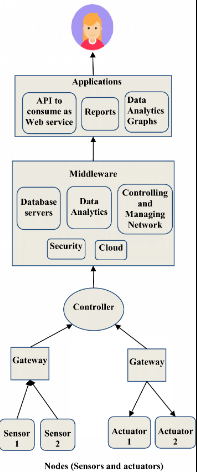 Applications
API to
consume as
Web service
Reports
Data
Analytics
Graphs
Middleware
Database
servers
Data
Analytics
Controlling
and
Managing
Network
Security
Cloud
Controller
Gateway
Gateway
Sensor
1
Sensor
2
Actuator
1
Actuator
2
Nodes (Sensors and actuators)